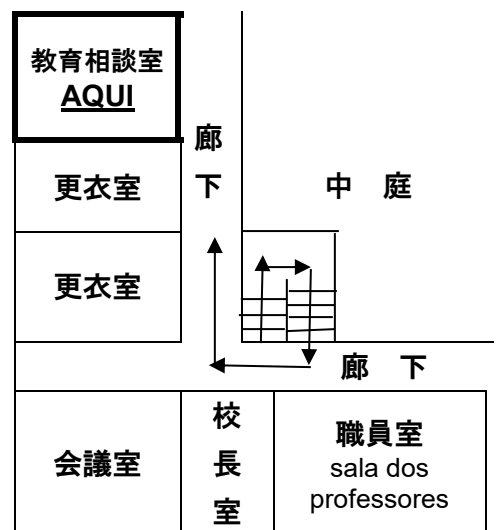 教育相談室
AQUI
廊下
更衣室
中 庭
更衣室
廊 下
会議室
校長室
職員室
sala dos
professores